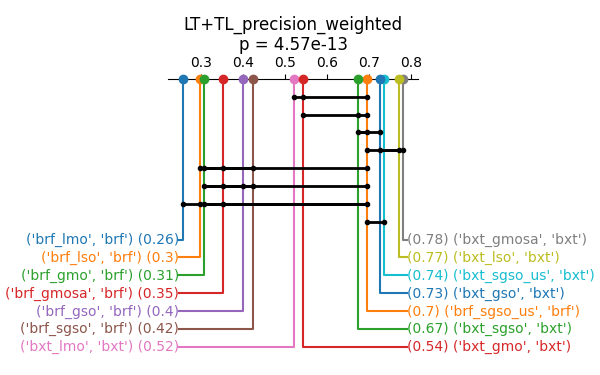 LT+TL_precision_weighted
p = 4.57e-13
0.3 0.4 0.5 0.6 0.7 0.8
('brf_lmo', 'brf') (0.26) (0.78) ('bxt_gmosa', 'bxt')
('brf_lso', 'brf') (0.3) (0.77) ('bxt_lso', 'bxt')
('brf_gmo', 'brf') (0.31) (0.74) ('bxt_sgso_us', 'bxt')
('brf_gmosa', 'brf') (0.35) (0.73) ('bxt_gso', 'bxt')
('brf_gso', 'brf') (0.4) (0.7) ('brf_sgso_us', 'brf')
('brf_sgso', 'brf') (0.42) (0.67) ('bxt_sgso', 'bxt')
('bxt_lmo', 'bxt') (0.52) (0.54) ('bxt_gmo', 'bxt')